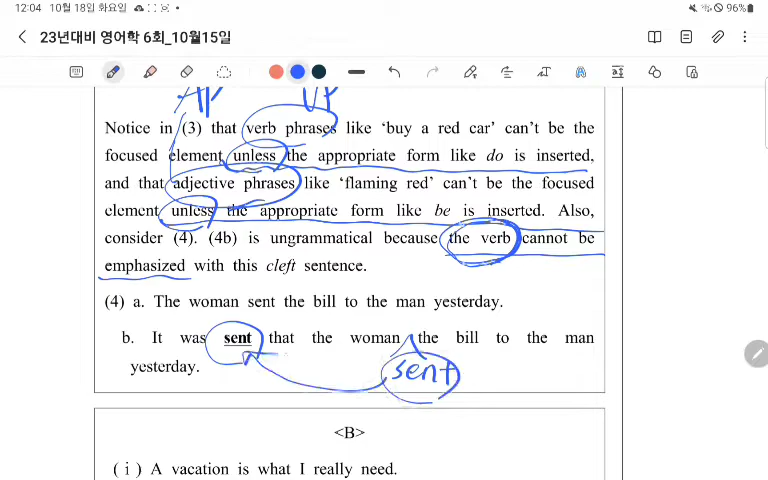 12:04 10월 18일 화요일
96%
23년대비 영어학 6회_10월15일
AP VP
Notice in (3) that verb phrases like ‘buy a red car’ can’t be the
focused element unless the appropriate form like do is inserted,
and that adjective phrases like ‘flaming red’ can’t be the focused
element unless the appropriate form like be is inserted. Also,
consider (4). (4b) is ungrammatical because the verb cannot be
emphasized with this cleft sentence.
(4) a. The woman sent the bill to the man yesterday.
b. It was sent that the woman the bill to the man
yesterday.
sent
<B>
(ⅰ) A vacation is what I really need.